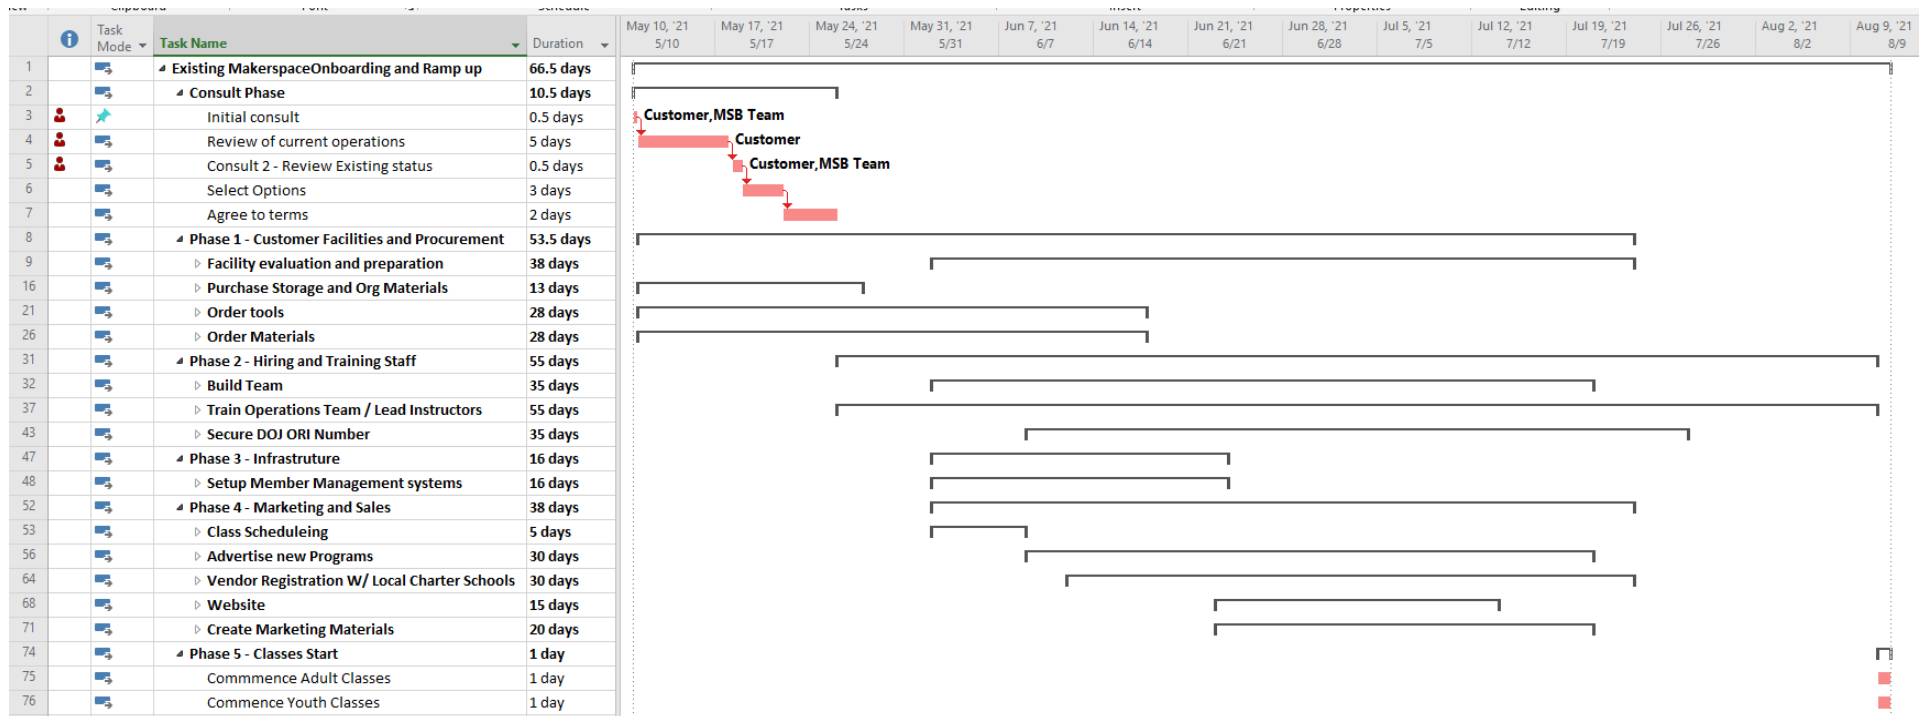 Clipboard Font Schedule Tasks Insert Properties Editing
Task Mode Task Name Duration
May 10, '21 May 17, '21 May 24, '21 May 31, '21 Jun 7, '21 Jun 14, '21 Jun 21, '21 Jun 28, '21 Jul 5, '21 Jul 12, '21 Jul 19, '21 Jul 26, '21 Aug 2, '21 Aug 9, '21
5/10 5/17 5/24 5/31 6/7 6/14 6/21 6/28 7/5 7/12 7/19 7/26 8/2 8/9
1 Existing MakerspaceOnboarding and Ramp up 66.5 days
2 Consult Phase 10.5 days
3 Initial consult 0.5 days Customer,MSB Team
4 Review of current operations 5 days Customer
5 Consult 2 - Review Existing status 0.5 days Customer,MSB Team
6 Select Options 3 days
7 Agree to terms 2 days
8 Phase 1 - Customer Facilities and Procurement 53.5 days
9 Facility evaluation and preparation 38 days
16 Purchase Storage and Org Materials 13 days
21 Order tools 28 days
26 Order Materials 28 days
31 Phase 2 - Hiring and Training Staff 55 days
32 Build Team 35 days
37 Train Operations Team / Lead Instructors 55 days
43 Secure DOJ ORI Number 35 days
47 Phase 3 - Infrastruture 16 days
48 Setup Member Management systems 16 days
52 Phase 4 - Marketing and Sales 38 days
53 Class Scheduleing 5 days
56 Advertise new Programs 30 days
64 Vendor Registration W/ Local Charter Schools 30 days
68 Website 15 days
71 Create Marketing Materials 20 days
74 Phase 5 - Classes Start 1 day
75 Commmence Adult Classes 1 day
76 Commence Youth Classes 1 day